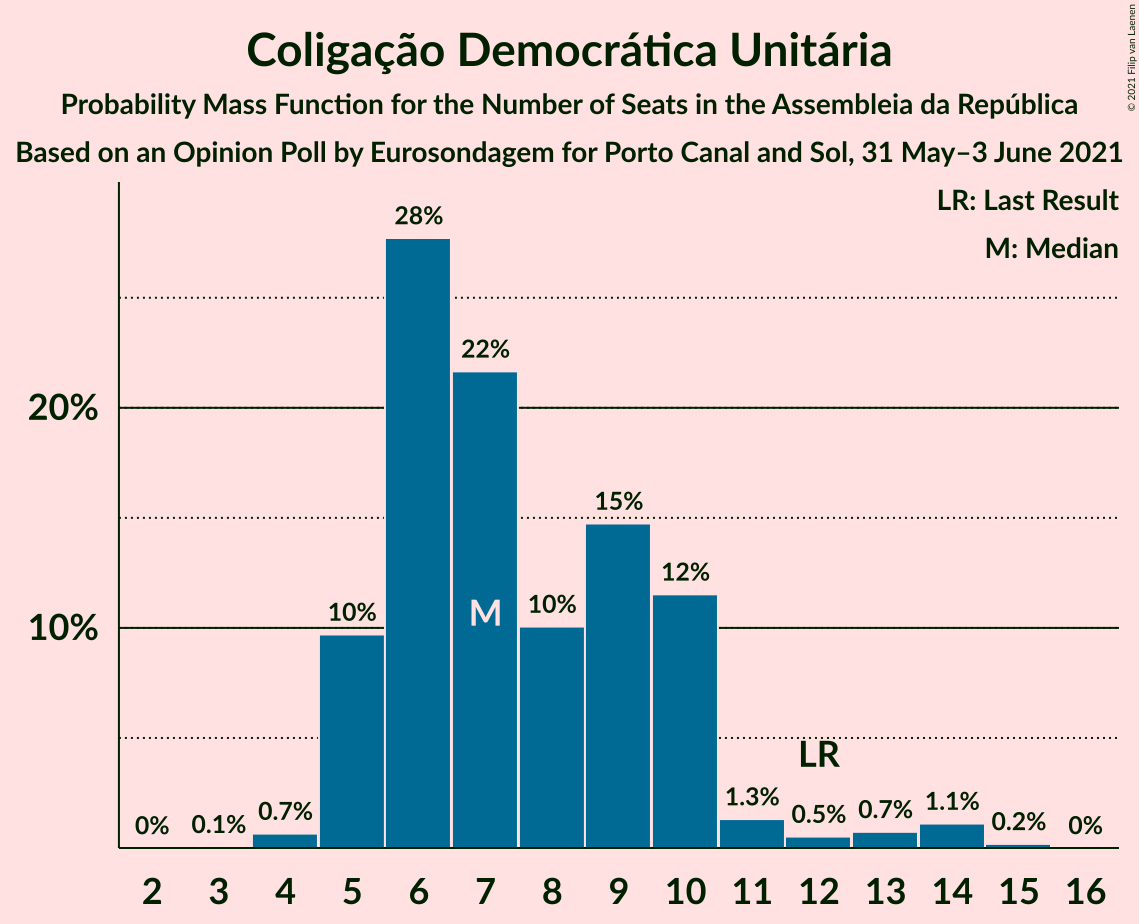 Coligação Democrática Unitária
Probability Mass Function for the Number of Seats in the Assembleia da República
Based on an Opinion Poll by Eurosondagem for Porto Canal and Sol, 31 May–3 June 2021
© 2021 Filip van Laenen
LR: Last Result
M: Median
28%
22%
20%
15%
12%
10%
10%
M
10%
LR
0%
0.1%
0.7%
1.3%
0.5%
0.7%
1.1%
0.2%
0%
2 3 4 5 6 7 8 9 10 11 12 13 14 15 16